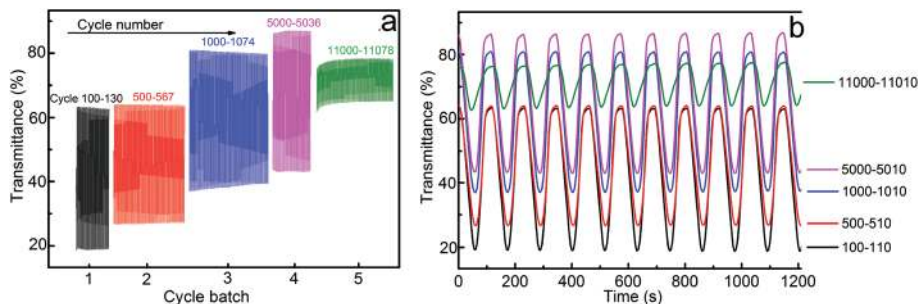 a
Cycle number
5000-5036
1000-1074
11000-11078
Cycle 100-130
500-567
80
60
40
20
Transmittance (%)
1 2 3 4 5
Cycle batch
b
80
60
40
20
Transmittance (%)
0 200 400 600 800 1000 1200
Time (s)
11000-11010
5000-5010
1000-1010
500-510
100-110